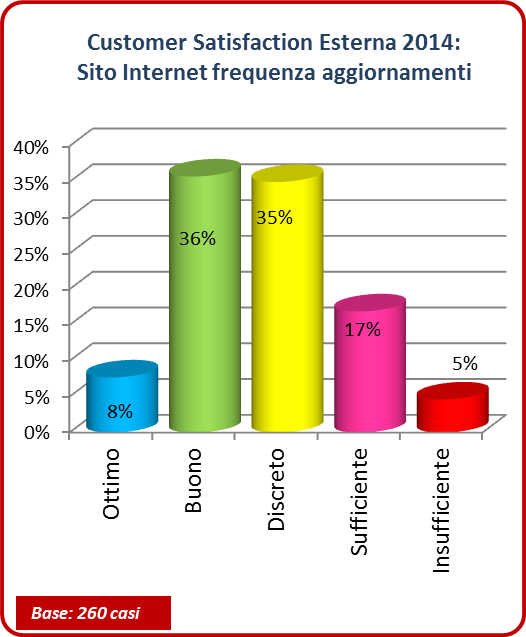 Customer Satisfaction Esterna 2014:
Sito Internet frequenza aggiornamenti
40%
35%
30%
25%
20%
15%
10%
5%
0%
8%
36%
35%
17%
5%
Ottimo
Buono
Discreto
Sufficiente
Insufficiente
Base: 260 casi